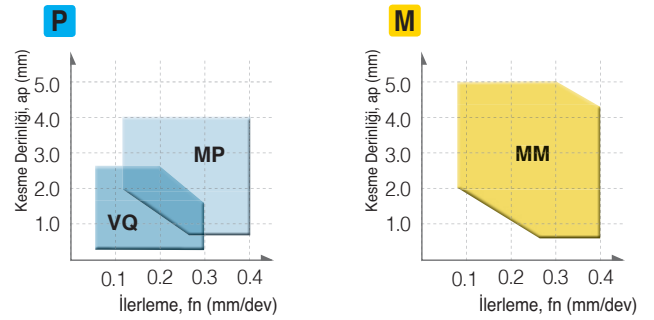 P
Kesme Derinliği, ap (mm)
5.0
4.0
3.0
2.0
1.0
MP
VQ
0.1 0.2 0.3 0.4
İlerleme, fn (mm/dev)
M
Kesme Derinliği, ap (mm)
5.0
4.0
3.0
2.0
1.0
MM
0.1 0.2 0.3 0.4
İlerleme, fn (mm/dev)